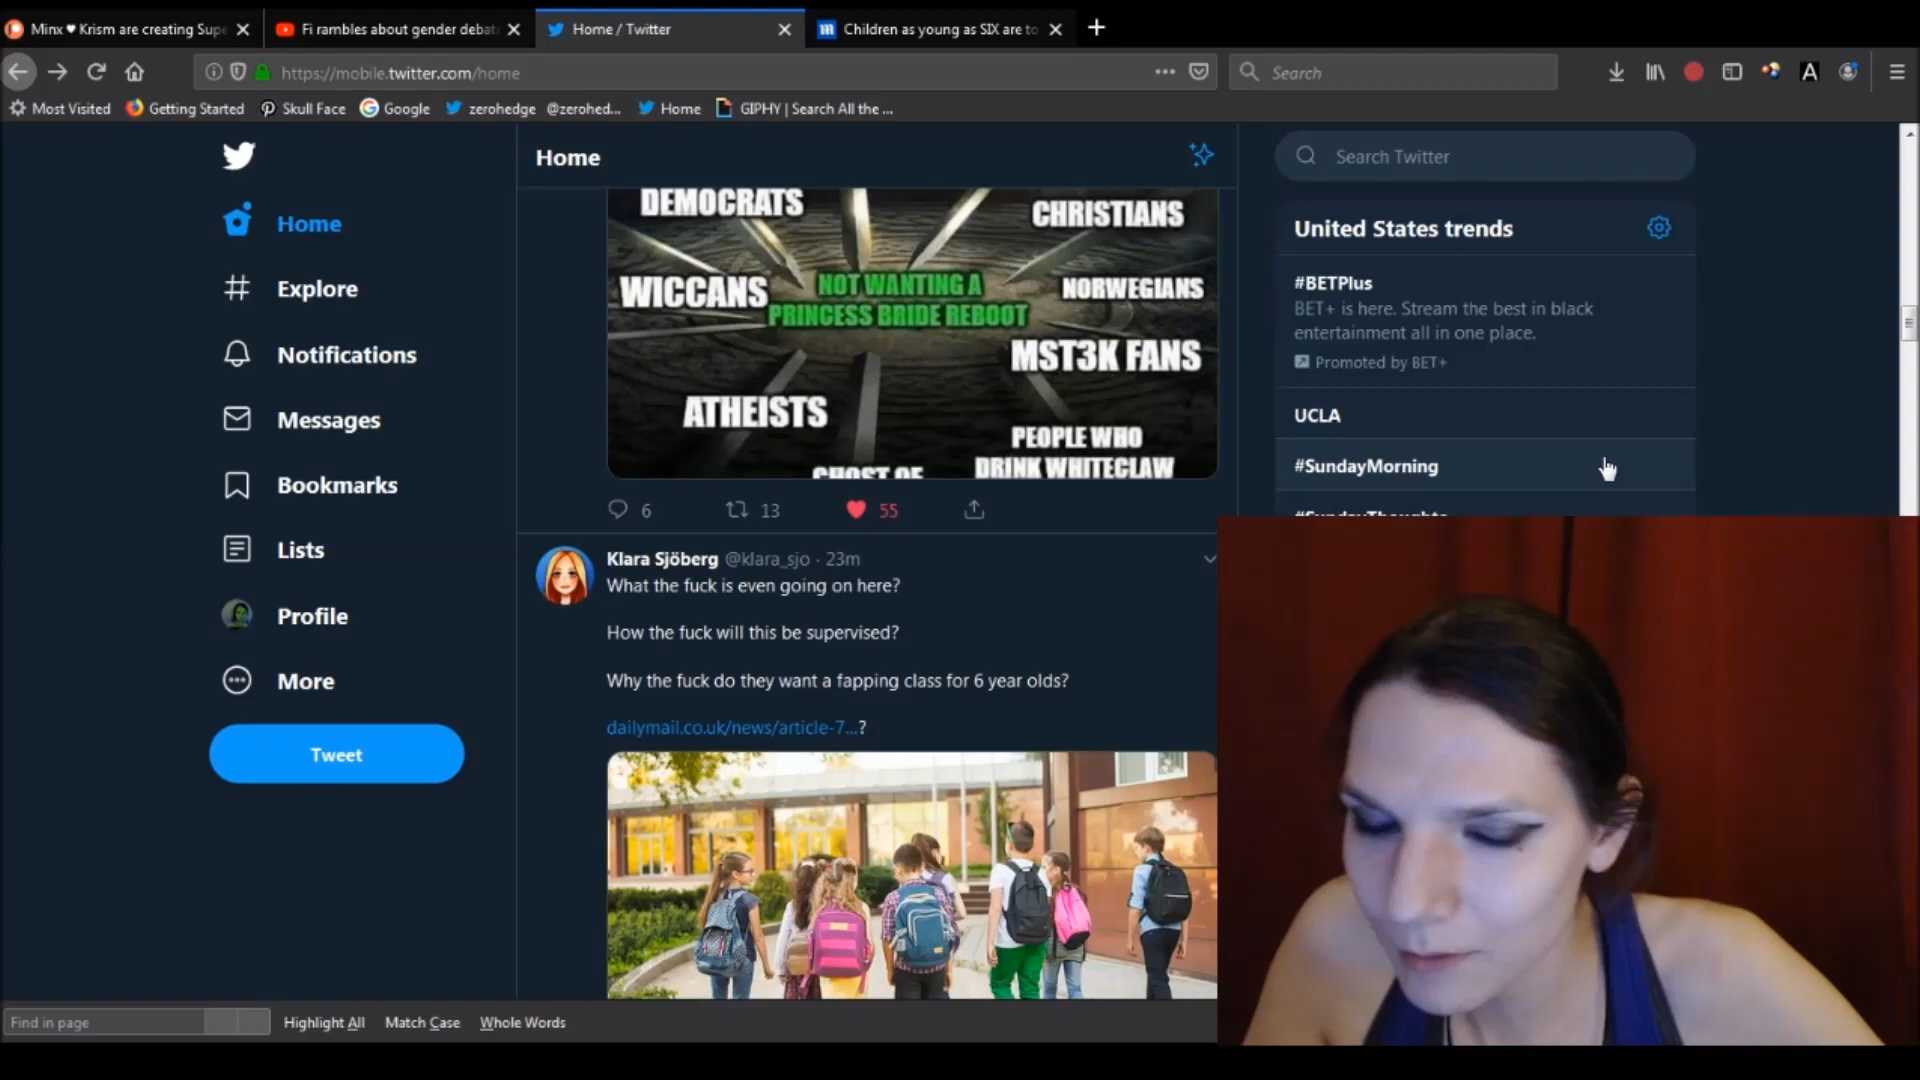 Minx ♥ Krism are creating Supe
Fi rambles about gender debat
Home / Twitter
Children as young as SIX are to
https://mobile.twitter.com/home
Search
Most Visited
Getting Started
Skull Face
Google
zerohedge @zerohed...
Home
GIPHY | Search All the ...
Home
Explore
Notifications
Messages
Bookmarks
Lists
Profile
More
Tweet
Home
DEMOCRATS
CHRISTIANS
WICCANS
NOT WANTING A
PRINCESS BRIDE REBOOT
NORWEGIANS
MST3K FANS
ATHEISTS
PEOPLE WHO
DRINK WHITECLAW
GHOST OF
6
13
55
Klara Sjöberg @klara_sjo · 23m
What the fuck is even going on here?
How the fuck will this be supervised?
Why the fuck do they want a fapping class for 6 year olds?
dailymail.co.uk/news/article-7...?
Search Twitter
United States trends
#BETPlus
BET+ is here. Stream the best in black
entertainment all in one place.
Promoted by BET+
UCLA
#SundayMorning
#SundayThoughts
Find in page
Highlight All
Match Case
Whole Words